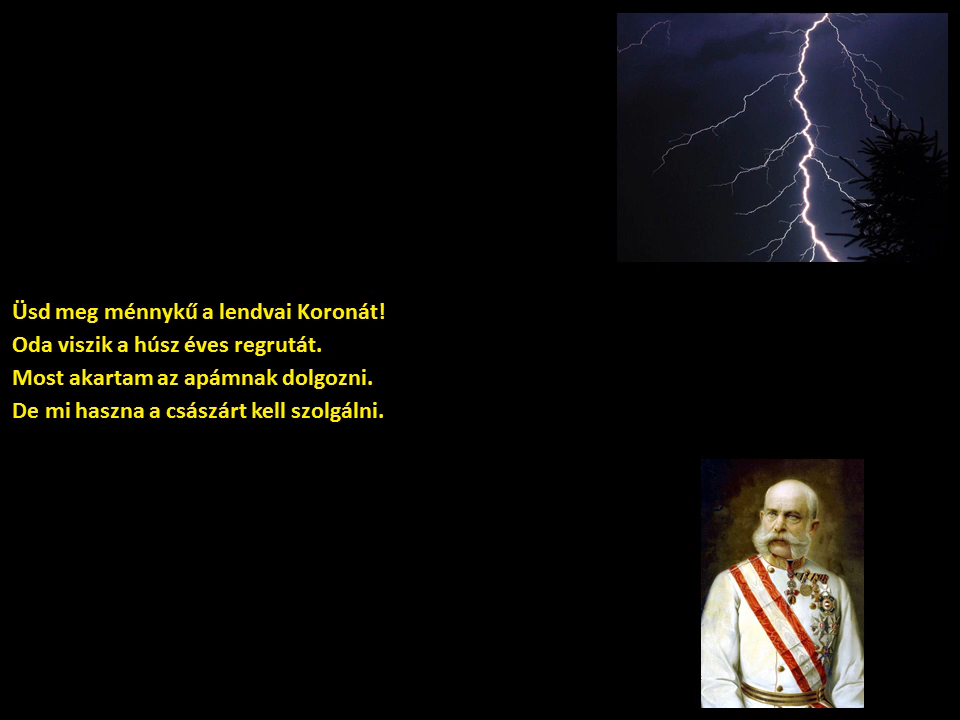 Üsd meg ménnykű a lendvai Koronát!
Oda viszik a húsz éves regrutát.
Most akartam az apámnak dolgozni.
De mi haszna a császárt kell szolgálni.